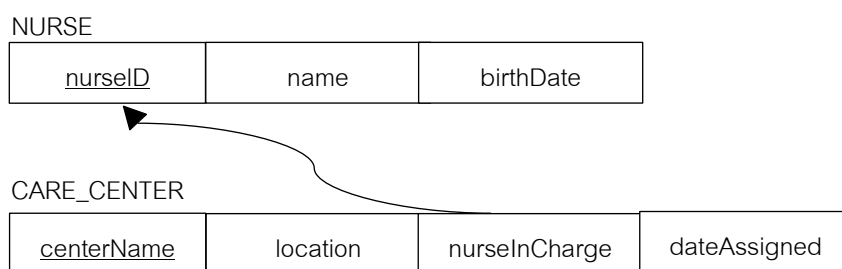 NURSE
nurseID name birthDate
CARE_CENTER
centerName location nurseInCharge dateAssigned